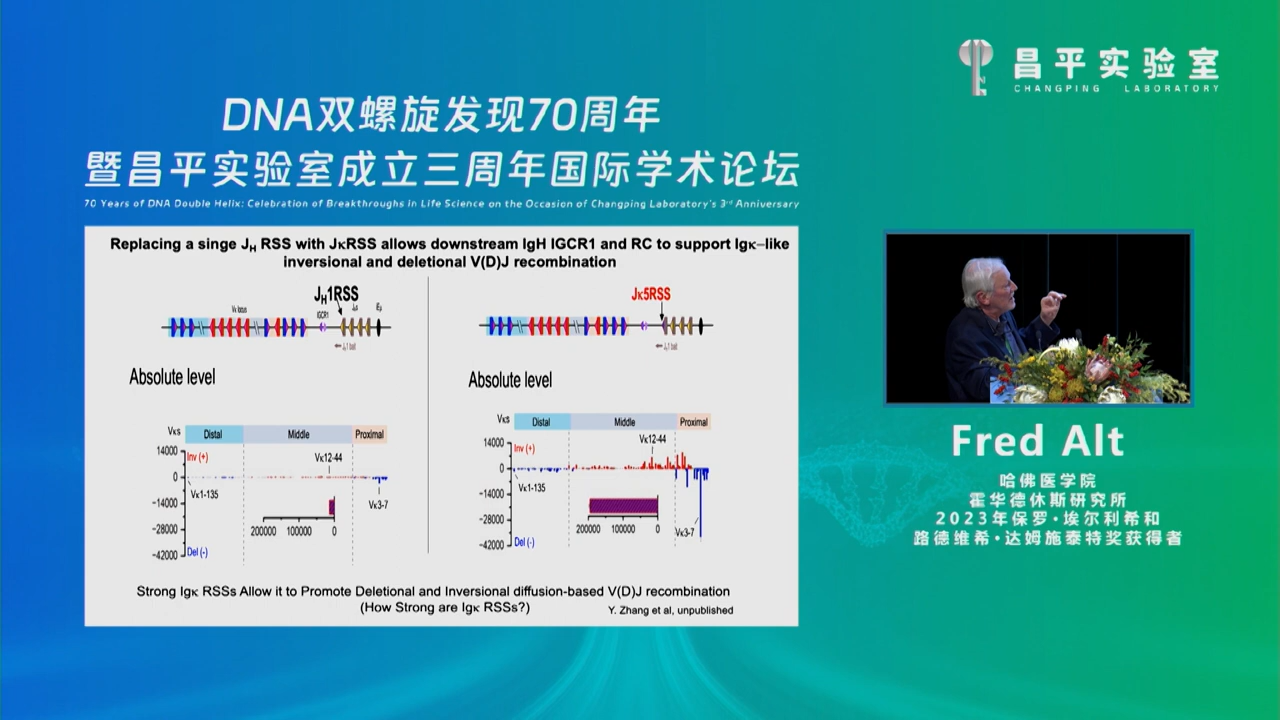 昌平实验室
CHANGPING LABORATORY
DNA双螺旋发现70周年
暨昌平实验室成立三周年国际学术论坛
70 Years of DNA Double Helix: Celebration of Breakthroughs in Life Science on the Occasion of Changping Laboratory's 3rd Anniversary
Replacing a singe JH RSS with JκRSS allows downstream IgH IGCR1 and RC to support Igκ–like
inversional and deletional V(D)J recombination
JH1RSS
Vκ locus
IGCR1
Absolute level
Vκs
Distal
Middle
Proximal
14000
Inv (+)
Vκ12-44
0
Vκ1-135
Vκ3-7
-14000
-28000
200000
100000
0
-42000
Del (-)
Jκ5RSS
Absolute level
Vκs
Distal
Middle
Proximal
14000
Inv (+)
Vκ12-44
0
Vκ1-135
-14000
-28000
200000
100000
0
Vκ3-7
-42000
Del (-)
Strong Igκ RSSs Allow it to Promote Deletional and Inversional diffusion-based V(D)J recombination
(How Strong are Igκ RSSs?)
Y. Zhang et al, unpublished
Fred Alt
哈佛医学院
霍华德休斯研究所
2023年保罗·埃尔利希和
路德维希·达姆施泰特奖获得者